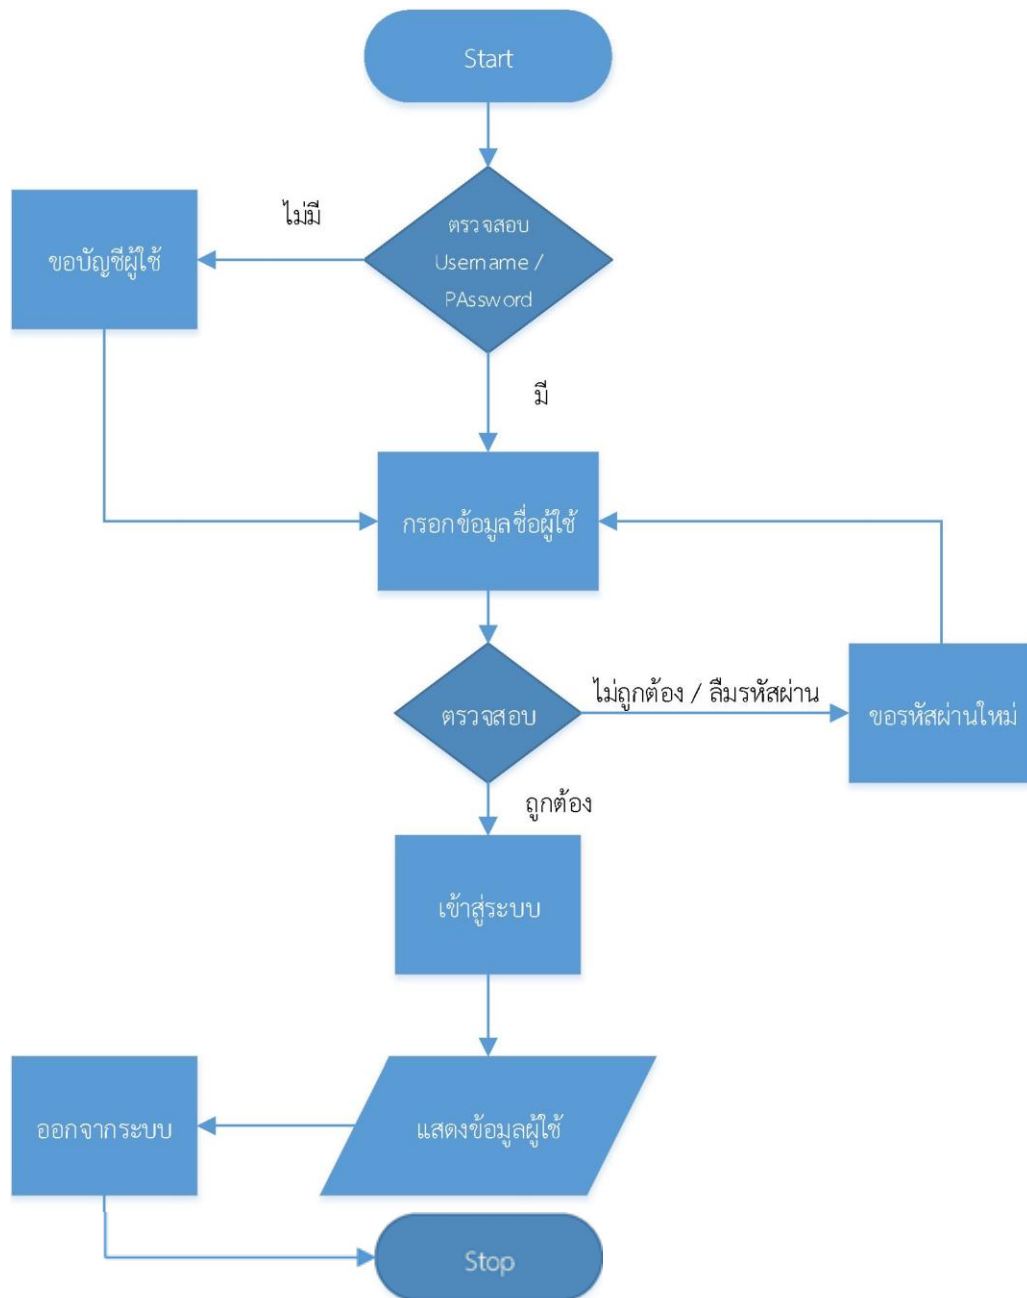 Start
ไม่มี
ตรวจสอบ
Username /
PAssword
ขอบัญชีผู้ใช้
มี
กรอกข้อมูลชื่อผู้ใช้
ไม่ถูกต้อง / ลืมรหัสผ่าน
ตรวจสอบ
ขอรหัสผ่านใหม่
ถูกต้อง
เข้าสู่ระบบ
ออกจากระบบ
แสดงข้อมูลผู้ใช้
Stop